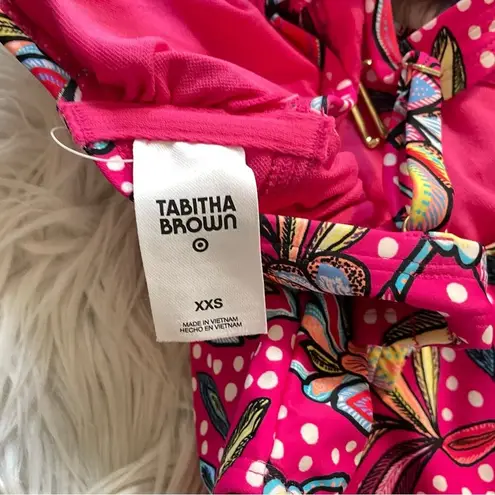 TABITHA
BROWN
XXS
MADE IN VIETNAM
HECHO EN VIETNAM